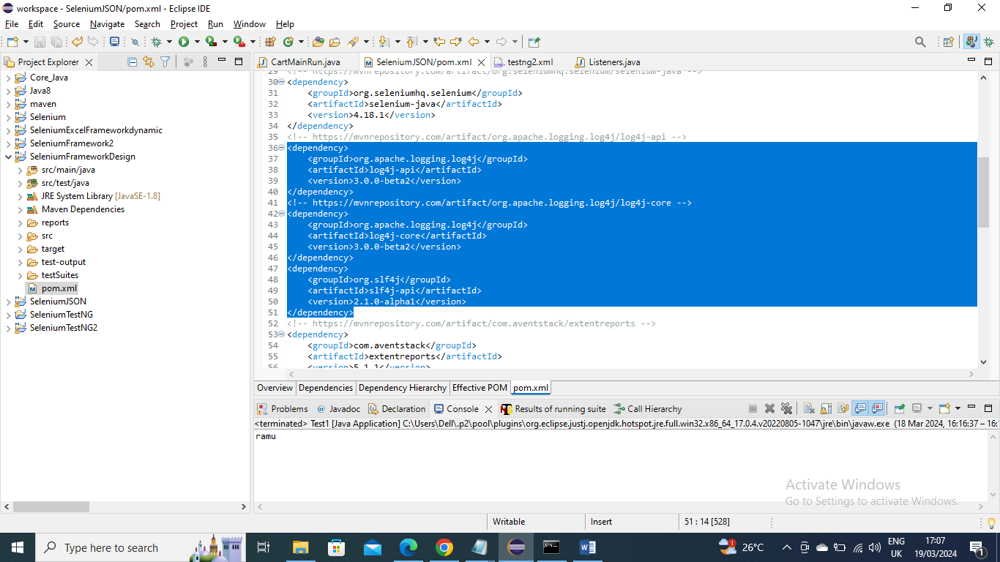 workspace - SeleniumJSON/pom.xml - Eclipse IDE
File Edit Source Navigate Search Project Run Window Help
Project Explorer
CartMainRun.java
SeleniumJSON/pom.xml
testng2.xml
Listeners.java
Core_Java
Java8
maven
Selenium
SeleniumExcelFrameworkdynamic
SeleniumFramework2
SeleniumFrameworkDesign
src/main/java
src/test/java
JRE System Library [JavaSE-1.8]
Maven Dependencies
reports
src
target
test-output
testSuites
pom.xml
SeleniumJSON
SeleniumTestNG
SeleniumTestNG2
29 <!-- https://mvnrepository.com/artifact/org.seleniumhq.selenium/selenium-java -->
30 <dependency>
31 <groupId>org.seleniumhq.selenium</groupId>
32 <artifactId>selenium-java</artifactId>
33 <version>4.18.1</version>
34 </dependency>
35 <!-- https://mvnrepository.com/artifact/org.apache.logging.log4j/log4j-api -->
36 <dependency>
37 <groupId>org.apache.logging.log4j</groupId>
38 <artifactId>log4j-api</artifactId>
39 <version>3.0.0-beta2</version>
40 </dependency>
41 <!-- https://mvnrepository.com/artifact/org.apache.logging.log4j/log4j-core -->
42 <dependency>
43 <groupId>org.apache.logging.log4j</groupId>
44 <artifactId>log4j-core</artifactId>
45 <version>3.0.0-beta2</version>
46 </dependency>
47 <dependency>
48 <groupId>org.slf4j</groupId>
49 <artifactId>slf4j-api</artifactId>
50 <version>2.1.0-alpha1</version>
51 </dependency>
52 <!-- https://mvnrepository.com/artifact/com.aventstack/extentreports -->
53 <dependency>
54 <groupId>com.aventstack</groupId>
55 <artifactId>extentreports</artifactId>
56 <version>5.1.1</version>
Overview Dependencies Dependency Hierarchy Effective POM pom.xml
Problems @ Javadoc Declaration Console Results of running suite Call Hierarchy
<terminated> Test1 [Java Application] C:\Users\Dell\.p2\pool\plugins\org.eclipse.justj.openjdk.hotspot.jre.full.win32.x86_64_17.0.4.v20220805-1047\jre\bin\javaw.exe (18 Mar 2024, 16:16:37 – 16:
ramu
Activate Windows
Go to Settings to activate Windows.
Writable Insert 51 : 14 [528]
Type here to search
1
26°C
ENG
UK
17:07
19/03/2024
1